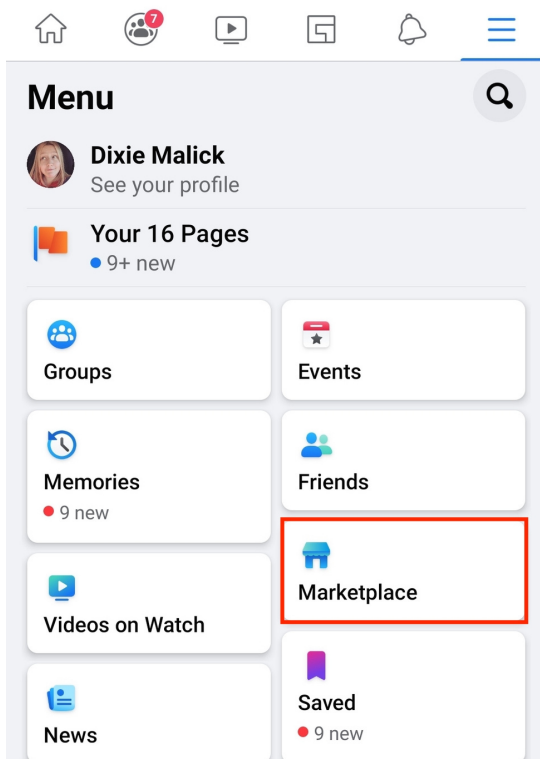 7
Menu
Dixie Malick
See your profile
Your 16 Pages
9+ new
Groups
Events
Memories
9 new
Friends
Marketplace
Videos on Watch
Saved
9 new
News